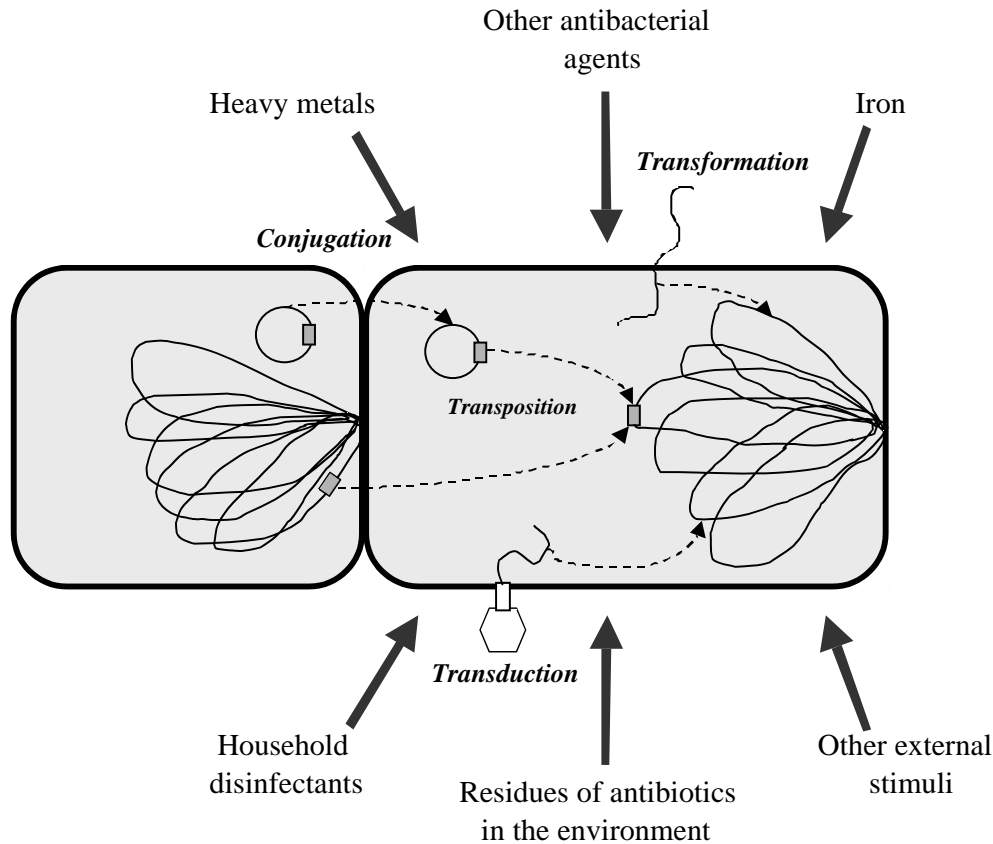 Other antibacterial
agents
Heavy metals
Iron
Transformation
Conjugation
Transposition
Transduction
Household
disinfectants
Residues of antibiotics
in the environment
Other external
stimuli